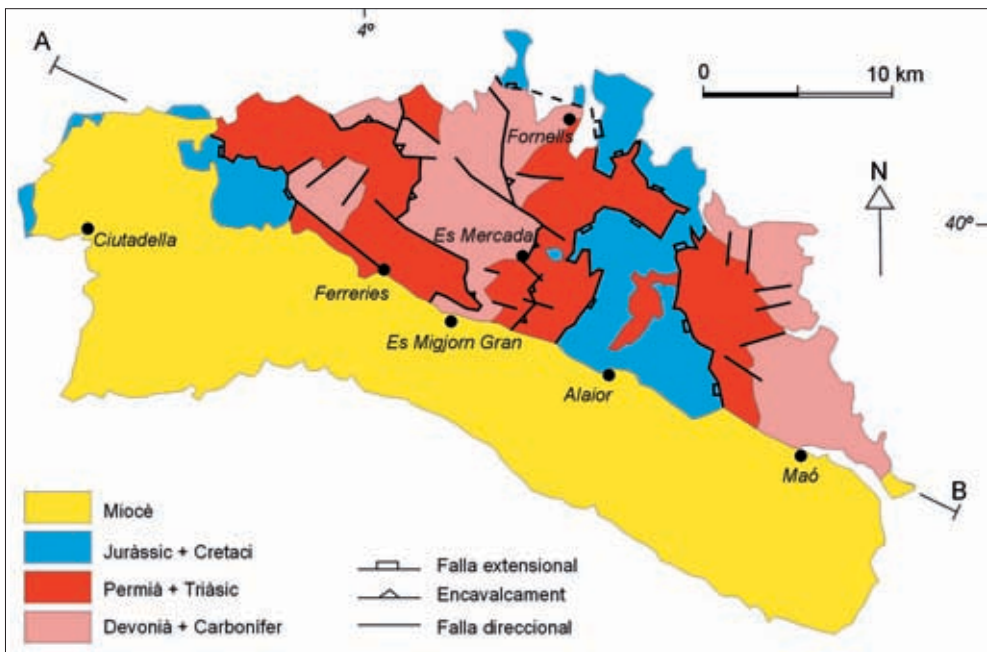 A
4º
0
10 km
Fornells
N
40º
Ciutadella
Es Mercada
Ferreries
Es Migjorn Gran
Alaior
Maó
B
Miocè
Juràssic + Cretaci
Permià + Triàsic
Devonià + Carbonífer
Falla extensional
Encavalcament
Falla direccional